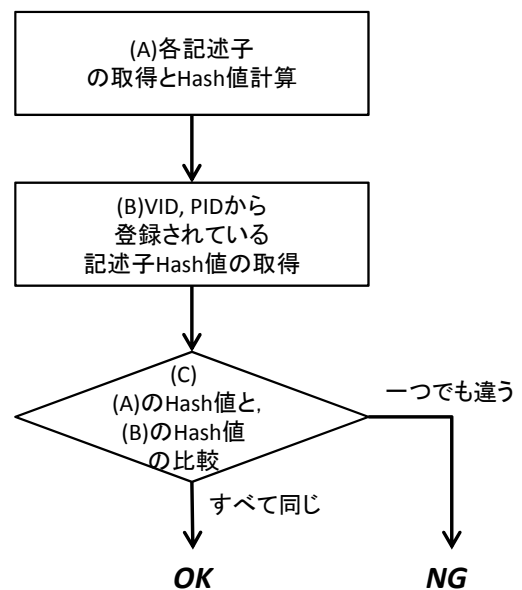 (A)各記述子
の取得とHash値計算
(B)VID, PIDから
登録されている
記述子Hash値の取得
(C)
(A)のHash値と,
(B)のHash値
の比較
一つでも違う
すべて同じ
OK
NG